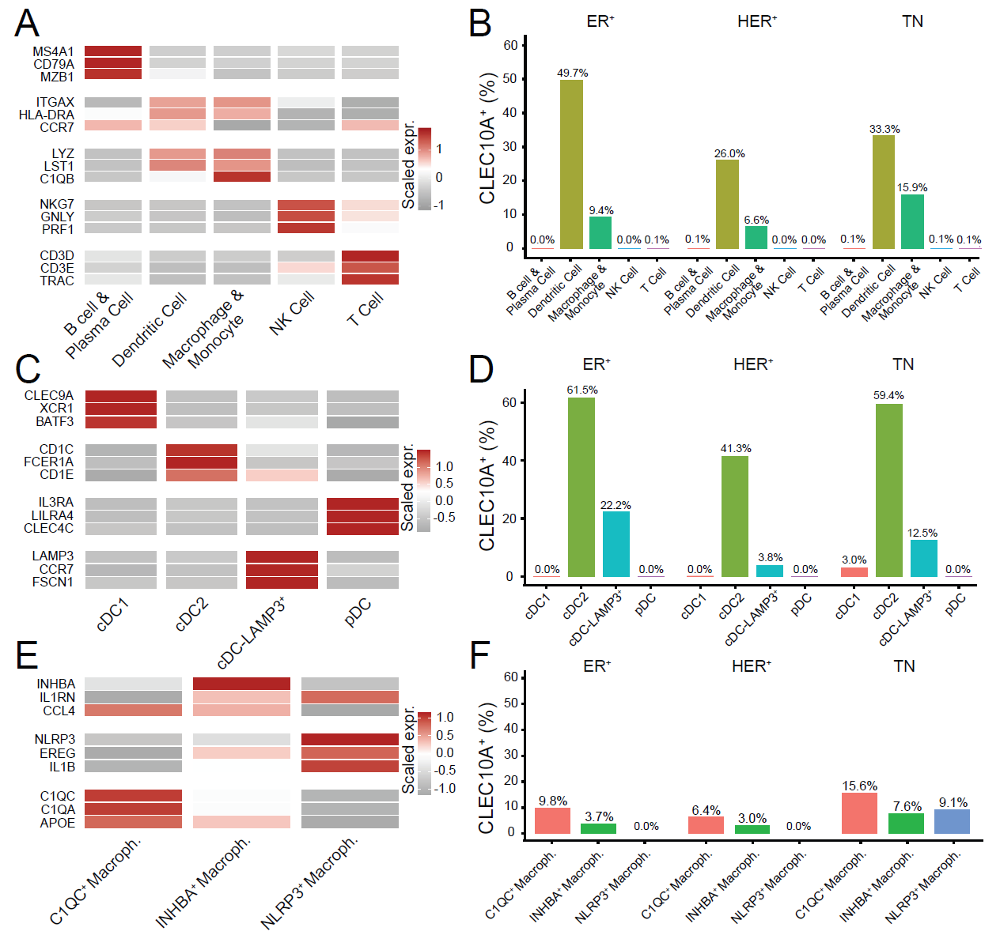 A
MS4A1
CD79A
MZB1
ITGAX
HLA-DRA
CCR7
LYZ
LST1
C1QB
NKG7
GNLY
PRF1
CD3D
CD3E
TRAC
B cell &
Plasma Cell
Dendritic Cell
Macrophage &
Monocyte
NK Cell
T Cell
Scaled expr.
1
0
-1
B
ER+
HER+
TN
CLEC10A+ (%)
60
50
40
30
20
10
0
0.0%
49.7%
9.4%
0.0%
0.1%
0.1%
26.0%
6.6%
0.0%
0.0%
0.1%
33.3%
15.9%
0.1%
0.1%
B cell &
Plasma Cell
Dendritic Cell
Macrophage &
Monocyte
NK Cell
T Cell
B cell &
Plasma Cell
Dendritic Cell
Macrophage &
Monocyte
NK Cell
T Cell
B cell &
Plasma Cell
Dendritic Cell
Macrophage &
Monocyte
NK Cell
T Cell
C
CLEC9A
XCR1
BATF3
CD1C
FCER1A
CD1E
IL3RA
LILRA4
CLEC4C
LAMP3
CCR7
FSCN1
cDC1
cDC2
cDC-LAMP3+
pDC
Scaled expr.
1.0
0.5
0.0
-0.5
D
ER+
HER+
TN
CLEC10A+ (%)
60
40
20
0
0.0%
61.5%
22.2%
0.0%
0.0%
41.3%
3.8%
0.0%
3.0%
59.4%
12.5%
0.0%
cDC1
cDC2
cDC-LAMP3+
pDC
cDC1
cDC2
cDC-LAMP3+
pDC
cDC1
cDC2
cDC-LAMP3+
pDC
E
INHBA
IL1RN
CCL4
NLRP3
EREG
IL1B
C1QC
C1QA
APOE
C1QC+ Macroph.
INHBA+ Macroph.
NLRP3+ Macroph.
Scaled expr.
1.0
0.5
0.0
-0.5
-1.0
F
ER+
HER+
TN
CLEC10A+ (%)
60
50
40
30
20
10
0
9.8%
3.7%
0.0%
6.4%
3.0%
0.0%
15.6%
7.6%
9.1%
C1QC+ Macroph.
INHBA+ Macroph.
NLRP3+ Macroph.
C1QC+ Macroph.
INHBA+ Macroph.
NLRP3+ Macroph.
C1QC+ Macroph.
INHBA+ Macroph.
NLRP3+ Macroph.